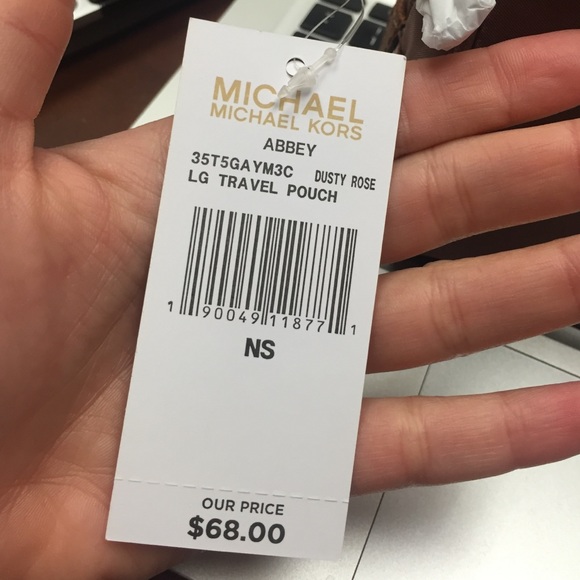 MICHAEL
MICHAEL KORS
ABBEY
35T5GAYM3C DUSTY ROSE
LG TRAVEL POUCH
1 90049 11877 1
NS
OUR PRICE
$68.00